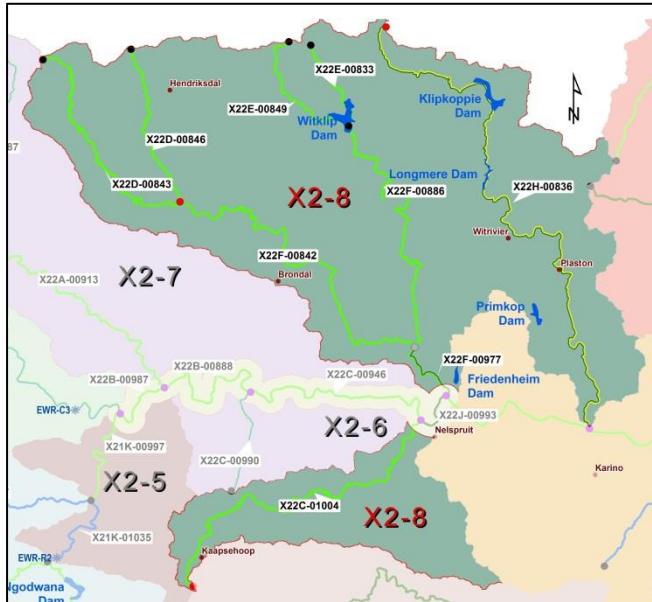 X22E-00833
Hendriksdal
Klipkoppie
Dam
X22E-00849
Witklip
Dam
87
X22D-00846
Longmere Dam
X22D-00843
X2-8
X22F-00886
X22H-00836
Witrivier
X22F-00842
X2-7
Plaston
X22A-00913
Brondal
Primkop
Dam
X22B-00888
X22F-00977
X22C-00946
X22B-00987
Friedenheim
Dam
EWR-C3
X22J-00993
X2-6
Nelspruit
X21K-00997
X22C-00990
X2-5
Karino
X22C-01004
X2-8
X21K-01035
EWR-R2
Kaapsehoop
Ngodwana
Dam
N